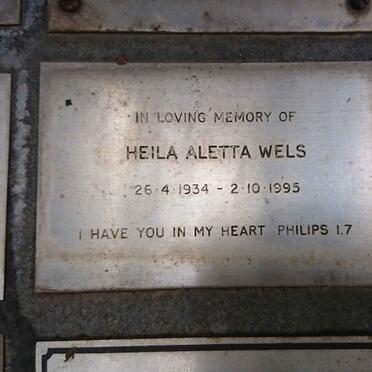 IN LOVING MEMORY OF
HEILA ALETTA WELS
26·4·1934 - 2·10·1995
I HAVE YOU IN MY HEART PHILIPS 1.7